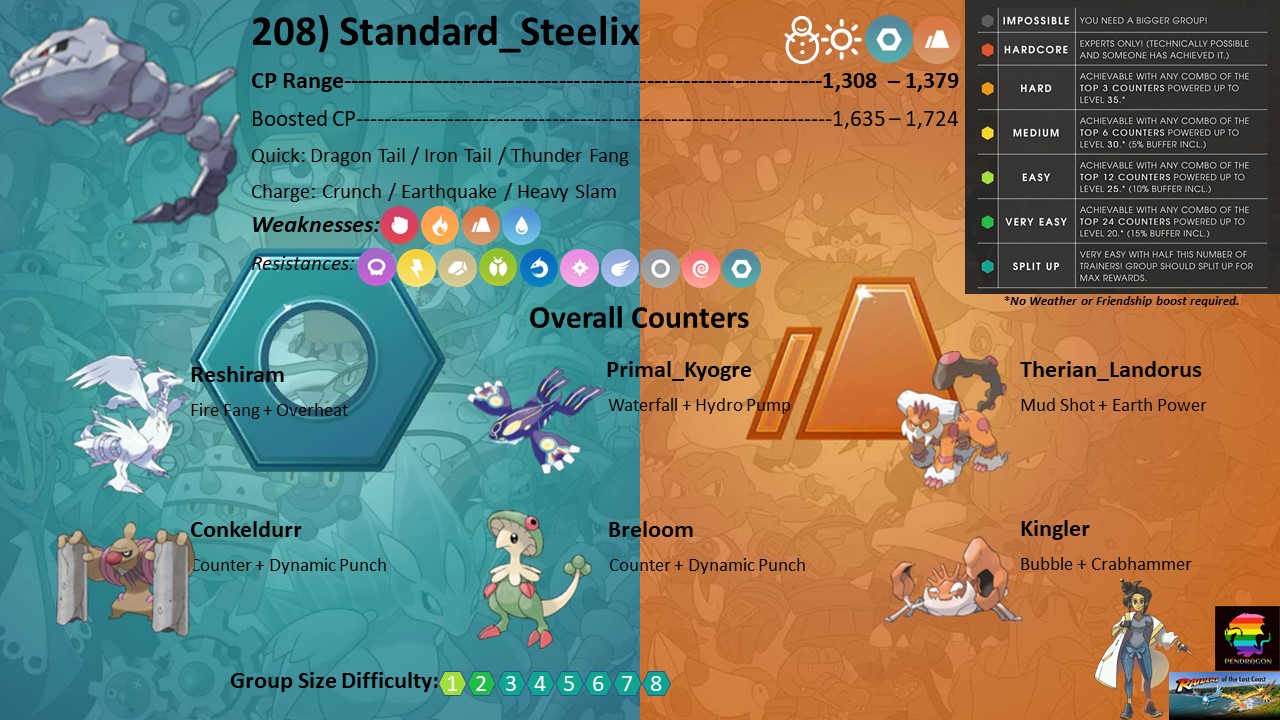 208) Standard_Steelix
CP Range--------------------------------------------------------------------------------1,308 – 1,379
Boosted CP--------------------------------------------------------------------------------1,635 – 1,724
Quick: Dragon Tail / Iron Tail / Thunder Fang
Charge: Crunch / Earthquake / Heavy Slam
Weaknesses:
Resistances:
IMPOSSIBLE YOU NEED A BIGGER GROUP!
HARDCORE EXPERTS ONLY! (TECHNICALLY POSSIBLE
AND SOMEONE HAS ACHIEVED IT.)
HARD ACHIEVABLE WITH ANY COMBO OF THE
TOP 3 COUNTERS POWERED UP TO
LEVEL 35.*
MEDIUM ACHIEVABLE WITH ANY COMBO OF THE
TOP 6 COUNTERS POWERED UP TO
LEVEL 30.* (5% BUFFER INCL.)
EASY ACHIEVABLE WITH ANY COMBO OF THE
TOP 12 COUNTERS POWERED UP TO
LEVEL 25.* (10% BUFFER INCL.)
VERY EASY ACHIEVABLE WITH ANY COMBO OF THE
TOP 24 COUNTERS POWERED UP TO
LEVEL 20.* (15% BUFFER INCL.)
SPLIT UP VERY EASY WITH HALF THIS NUMBER OF
TRAINERS! GROUP SHOULD SPLIT UP FOR
MAX REWARDS.
*No Weather or Friendship boost required.
Overall Counters
Reshiram
Fire Fang + Overheat
Primal_Kyogre
Waterfall + Hydro Pump
Therian_Landorus
Mud Shot + Earth Power
Conkeldurr
Counter + Dynamic Punch
Breloom
Counter + Dynamic Punch
Kingler
Bubble + Crabhammer
Group Size Difficulty: 1 2 3 4 5 6 7 8
PENDRAGON
RAIDERS of the Lost Coast